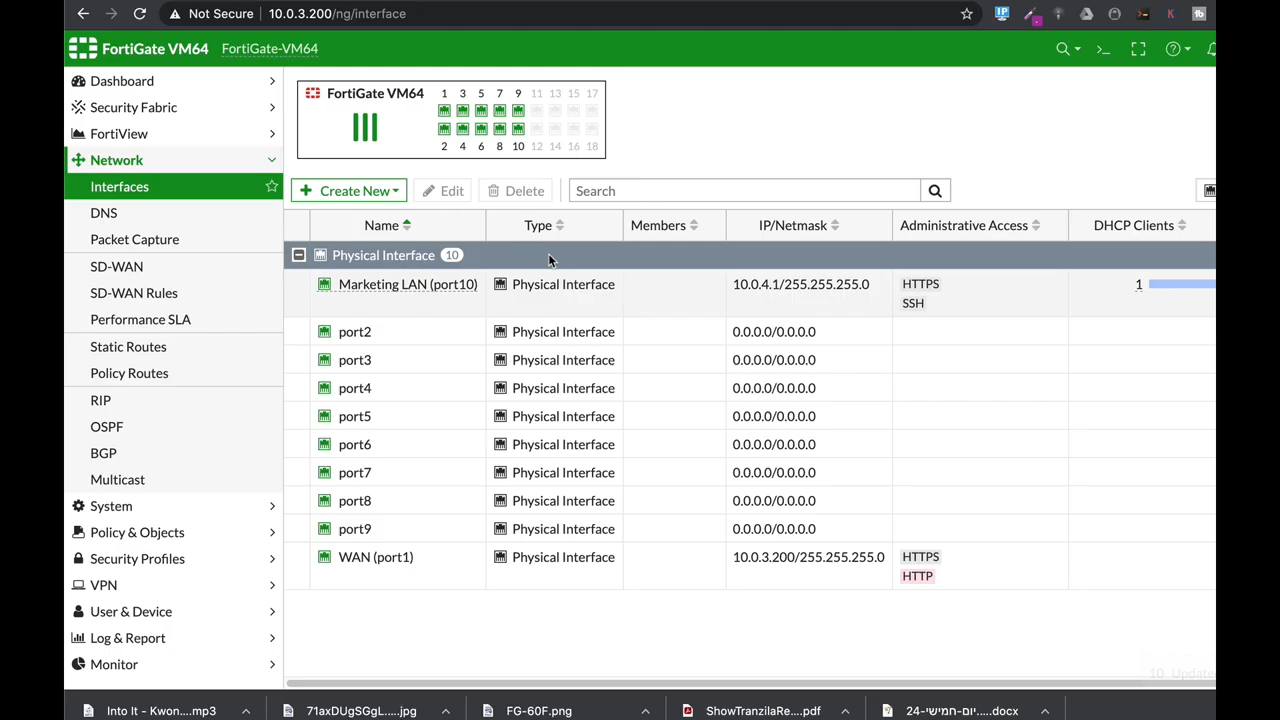 Not Secure 10.0.3.200/ng/interface
FortiGate VM64 FortiGate-VM64
Dashboard
Security Fabric
FortiView
Network
Interfaces
DNS
Packet Capture
SD-WAN
SD-WAN Rules
Performance SLA
Static Routes
Policy Routes
RIP
OSPF
BGP
Multicast
System
Policy & Objects
Security Profiles
VPN
User & Device
Log & Report
Monitor
FortiGate VM64 1 3 5 7 9 11 13 15 17
2 4 6 8 10 12 14 16 18
Create New Edit Delete Search
Name Type Members IP/Netmask Administrative Access DHCP Clients
Physical Interface 10
Marketing LAN (port10) Physical Interface 10.0.4.1/255.255.255.0 HTTPS 1
SSH
port2 Physical Interface 0.0.0.0/0.0.0.0
port3 Physical Interface 0.0.0.0/0.0.0.0
port4 Physical Interface 0.0.0.0/0.0.0.0
port5 Physical Interface 0.0.0.0/0.0.0.0
port6 Physical Interface 0.0.0.0/0.0.0.0
port7 Physical Interface 0.0.0.0/0.0.0.0
port8 Physical Interface 0.0.0.0/0.0.0.0
port9 Physical Interface 0.0.0.0/0.0.0.0
WAN (port1) Physical Interface 10.0.3.200/255.255.255.0 HTTPS
HTTP
10 Update
Into It - Kwon....mp3 71axDUgSGgL....jpg FG-60F.png ShowTranzilaRe....pdf 24-יום-חמישי....docx